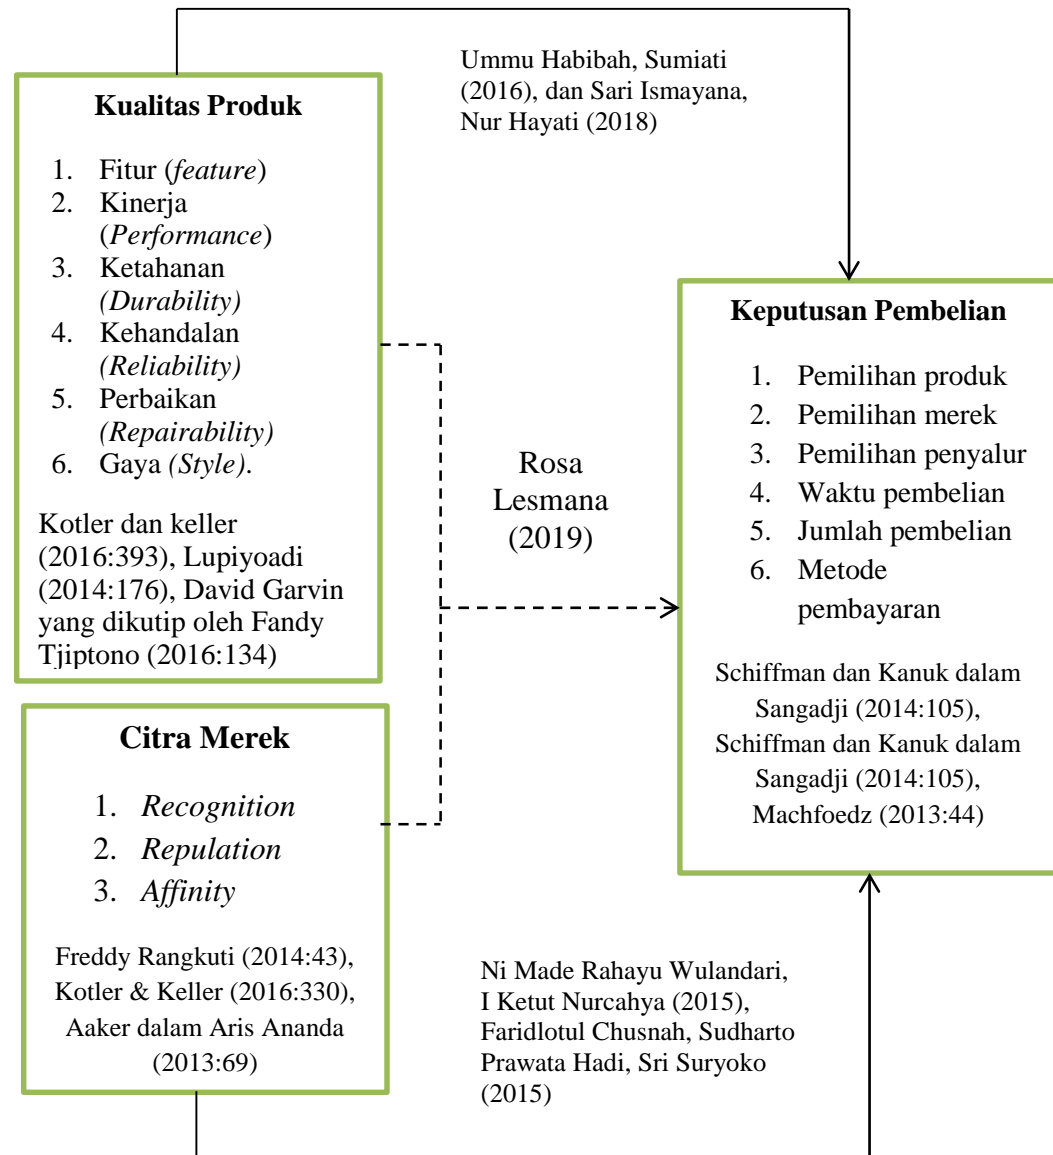 Ummu Habibah, Sumiati
(2016), dan Sari Ismayana,
Nur Hayati (2018)
Kualitas Produk
1. Fitur (feature)
2. Kinerja
(Performance)
3. Ketahanan
(Durability)
4. Kehandalan
(Reliability)
5. Perbaikan
(Repairability)
6. Gaya (Style).
Kotler dan keller
(2016:393), Lupiyoadi
(2014:176), David Garvin
yang dikutip oleh Fandy
Tjiptono (2016:134)
Rosa
Lesmana
(2019)
Keputusan Pembelian
1. Pemilihan produk
2. Pemilihan merek
3. Pemilihan penyalur
4. Waktu pembelian
5. Jumlah pembelian
6. Metode
pembayaran
Schiffman dan Kanuk dalam
Sangadji (2014:105),
Schiffman dan Kanuk dalam
Sangadji (2014:105),
Machfoedz (2013:44)
Citra Merek
1. Recognition
2. Repulation
3. Affinity
Freddy Rangkuti (2014:43),
Kotler & Keller (2016:330),
Aaker dalam Aris Ananda
(2013:69)
Ni Made Rahayu Wulandari,
I Ketut Nurcahya (2015),
Faridlotul Chusnah, Sudharto
Prawata Hadi, Sri Suryoko
(2015)